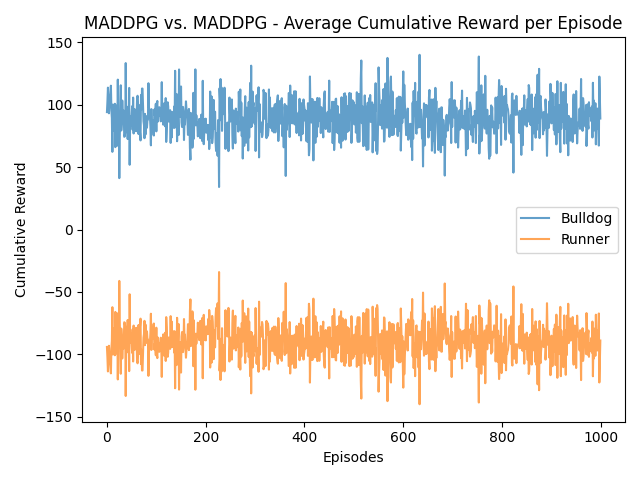 MADDPG vs. MADDPG - Average Cumulative Reward per Episode
150
100
50
0
−50
−100
−150
Cumulative Reward
Bulldog
Runner
0
200
400
600
800
1000
Episodes